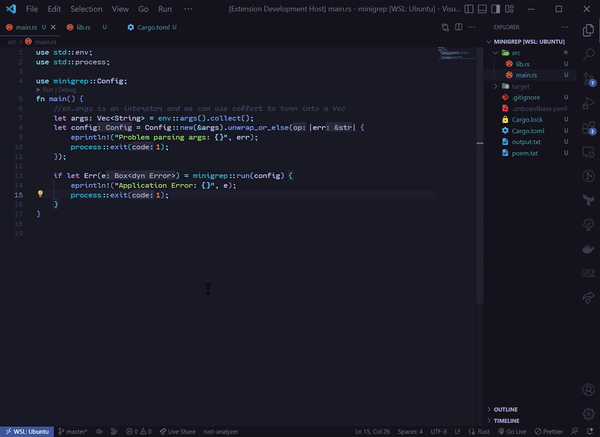 File Edit Selection View Go Run ··· [Extension Development Host] main.rs - minigrep [WSL: Ubuntu] - Visu...
main.rs U × lib.rs U Cargo.toml U
src > main.rs
1 use std::env;
2 use std::process;
3
4 use minigrep::Config;
▶ Run | Debug
5 fn main() {
6 //env.args is an interator and we can use collect to turn into a Vec
7 let args: Vec<String> = env::args().collect();
8 let config: Config = Config::new(&args).unwrap_or_else(op: |err: &str| {
9 eprintln!("Problem parsing args: {}", err);
10 process::exit(code: 1);
11 });
12
13 if let Err(e: Box<dyn Error>) = minigrep::run(config) {
14 eprintln!("Application Error: {}", e);
15 process::exit(code: 1);
16 }
17 }
18
19
EXPLORER
MINIGREP [WSL: UBUNTU]
src
lib.rs U
main.rs U
target
.gitignore U
.onboardbase.yaml
Cargo.lock U
Cargo.toml U
output.txt U
poem.txt U
OUTLINE
TIMELINE
WSL: Ubuntu master* 0 0 Live Share rust-analyzer Ln 15, Col 26 Spaces: 4 UTF-8 LF Rust Go Live Prettier